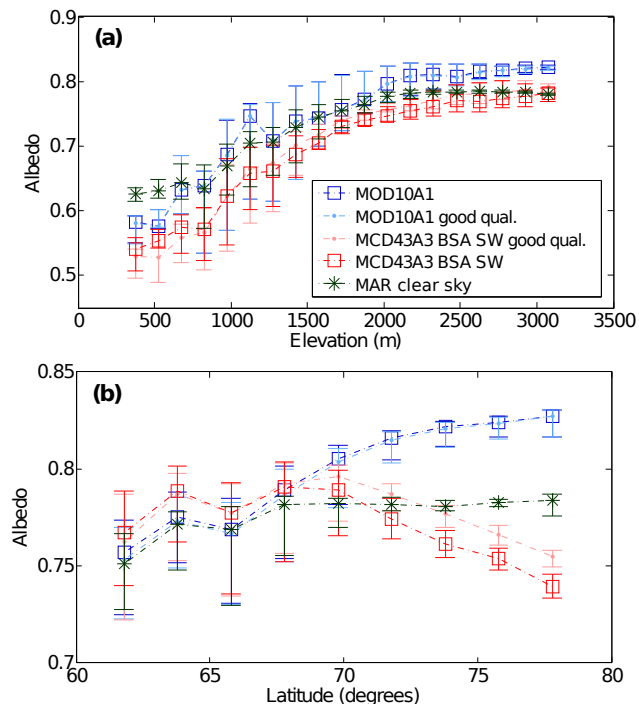 (a)
0.9
0.8
0.7
0.6
0.5
Albedo
MOD10A1
MOD10A1 good qual.
MCD43A3 BSA SW good qual.
MCD43A3 BSA SW
MAR clear sky
0 500 1000 1500 2000 2500 3000 3500
Elevation (m)
(b)
0.85
0.8
0.75
0.7
Albedo
60 65 70 75 80
Latitude (degrees)